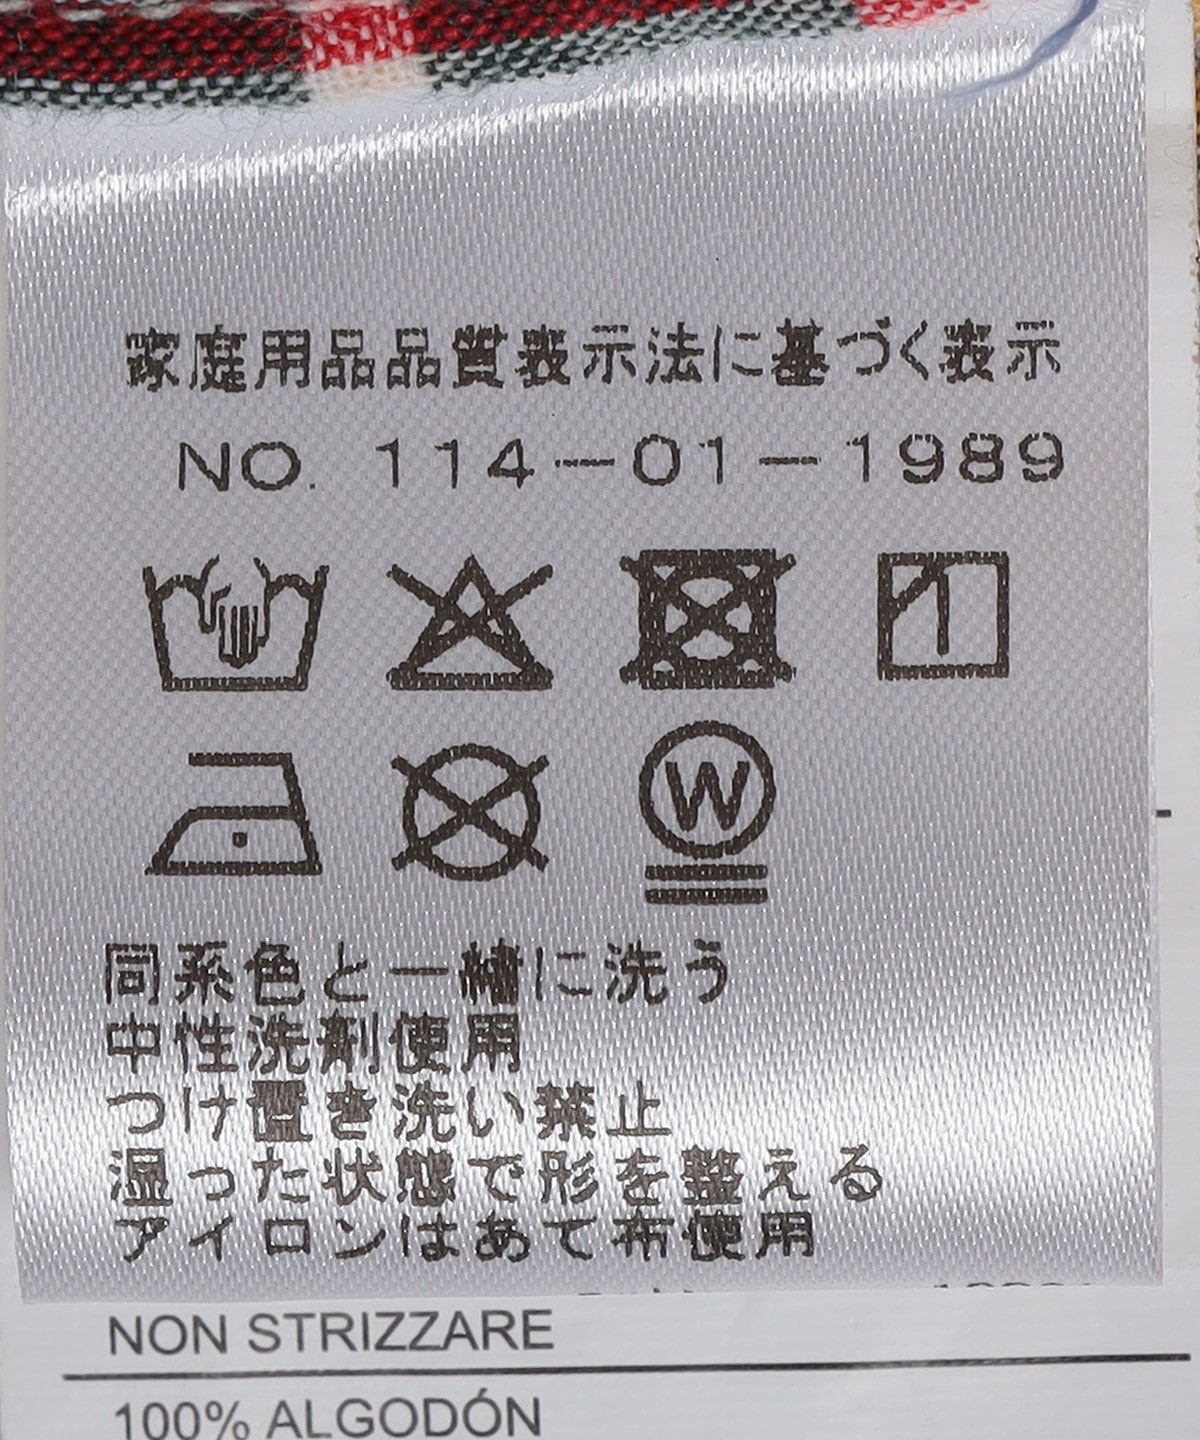 家庭用品品質表示法に基づく表示
NO. 114-01-1989
W
同系色と一緒に洗う
中性洗剤使用
つけ置き洗い禁止
湿った状態で形を整える
アイロンはあて布使用
NON STRIZZARE
100% ALGODÓN